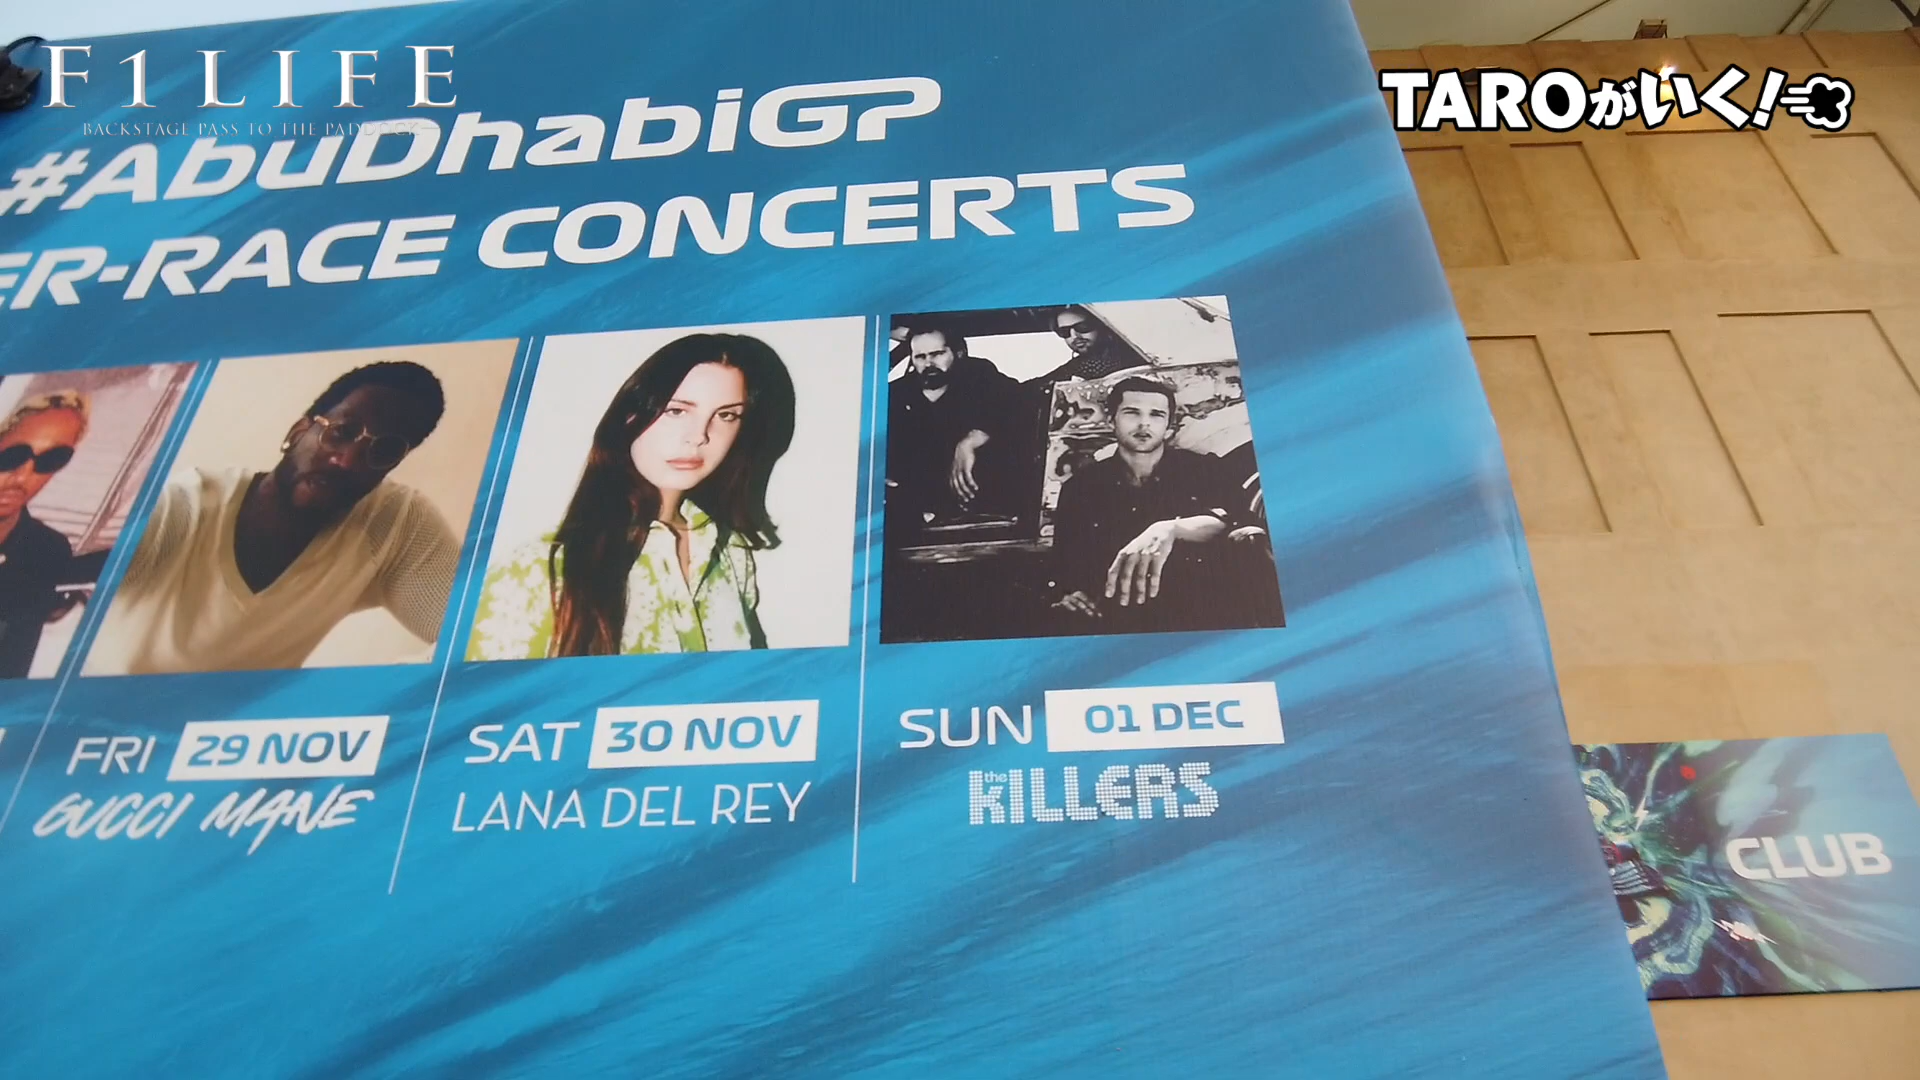 F1LIFE
BACKSTAGE PASS TO THE PADDOCK
TAROがいく!
#AbuDhabiGP
ER-RACE CONCERTS
FRI 29 NOV
GUCCI MANE
SAT 30 NOV
LANA DEL REY
SUN 01 DEC
the KILLERS
CLUB